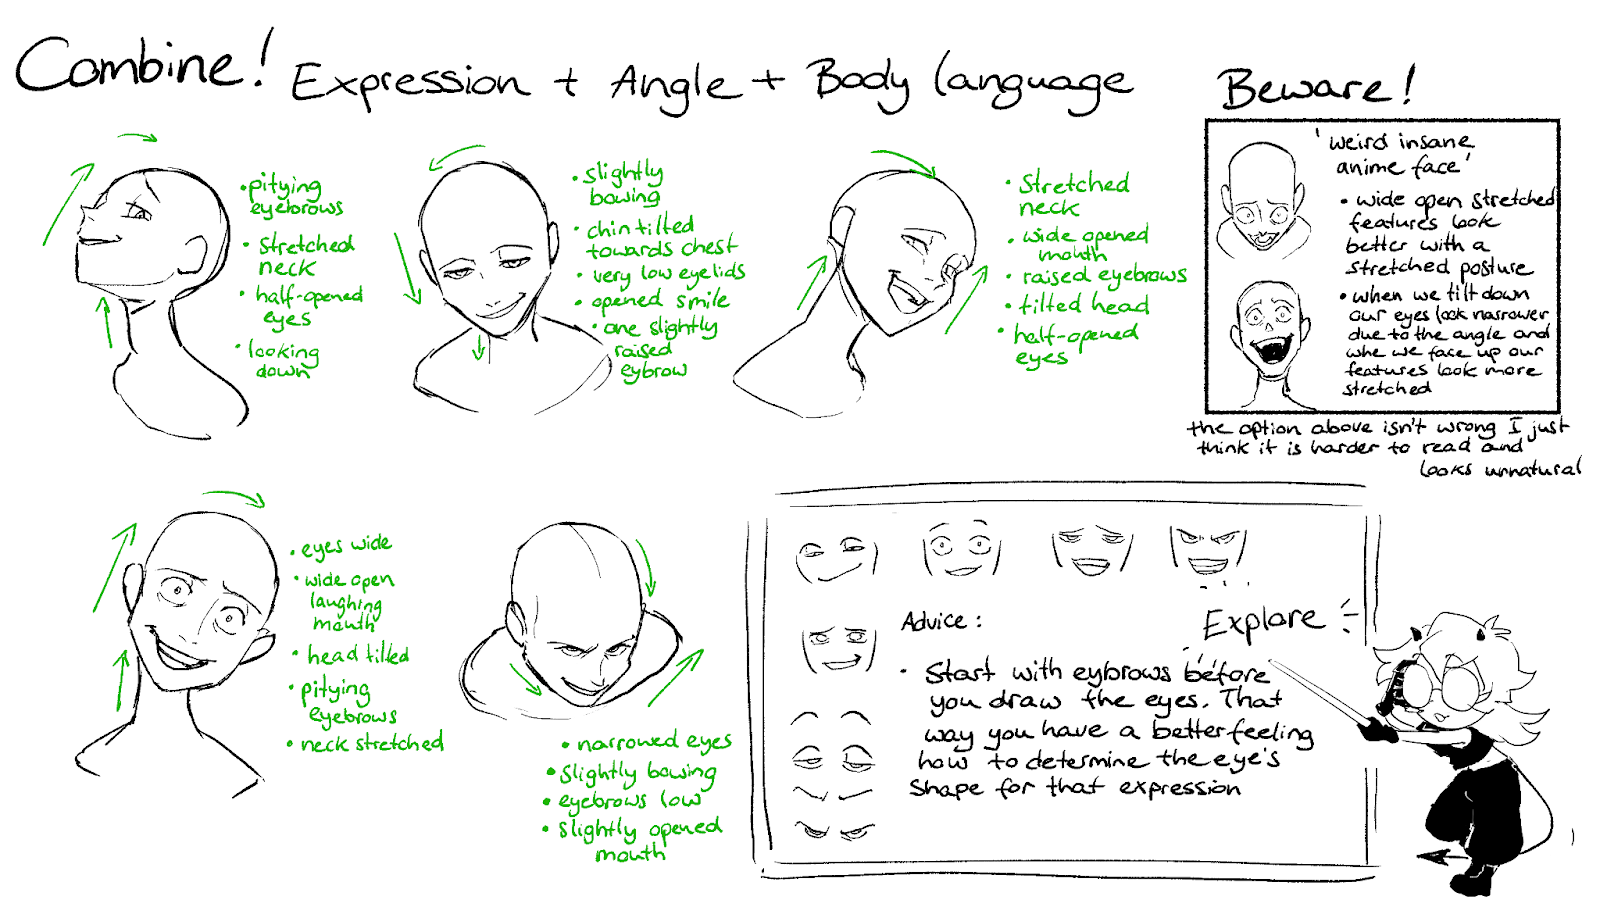 Combine! Expression + Angle + Body language
• pitying
eyebrows
• stretched
neck
• half-opened
eyes
• looking
down
• slightly
bowing
• chin tilted
towards chest
• very low eyelids
• opened smile
• one slightly
raised
eybrow
• Stretched
neck
• wide opened
mouth
• raised eyebrows
• tilted head
• half-opened
eyes
Beware!
'weird insane
anime face'
• wide open stretched
features look
better with a
stretched posture
• when we tilt down
our eyes look narrower
due to the angle and
whe we face up our
features look more
stretched
the option above isn't wrong I just
think it is harder to read and
looks unnatural
• eyes wide
• wide open
laughing
mouth
• head tilted
• pitying
eyebrows
• neck stretched
• narrowed eyes
• slightly bowing
• eyebrows low
• slightly opened
mouth
Advice:
Explore
• Start with eybrows before
you draw the eyes. That
way you have a better feeling
how to determine the eye's
shape for that expression